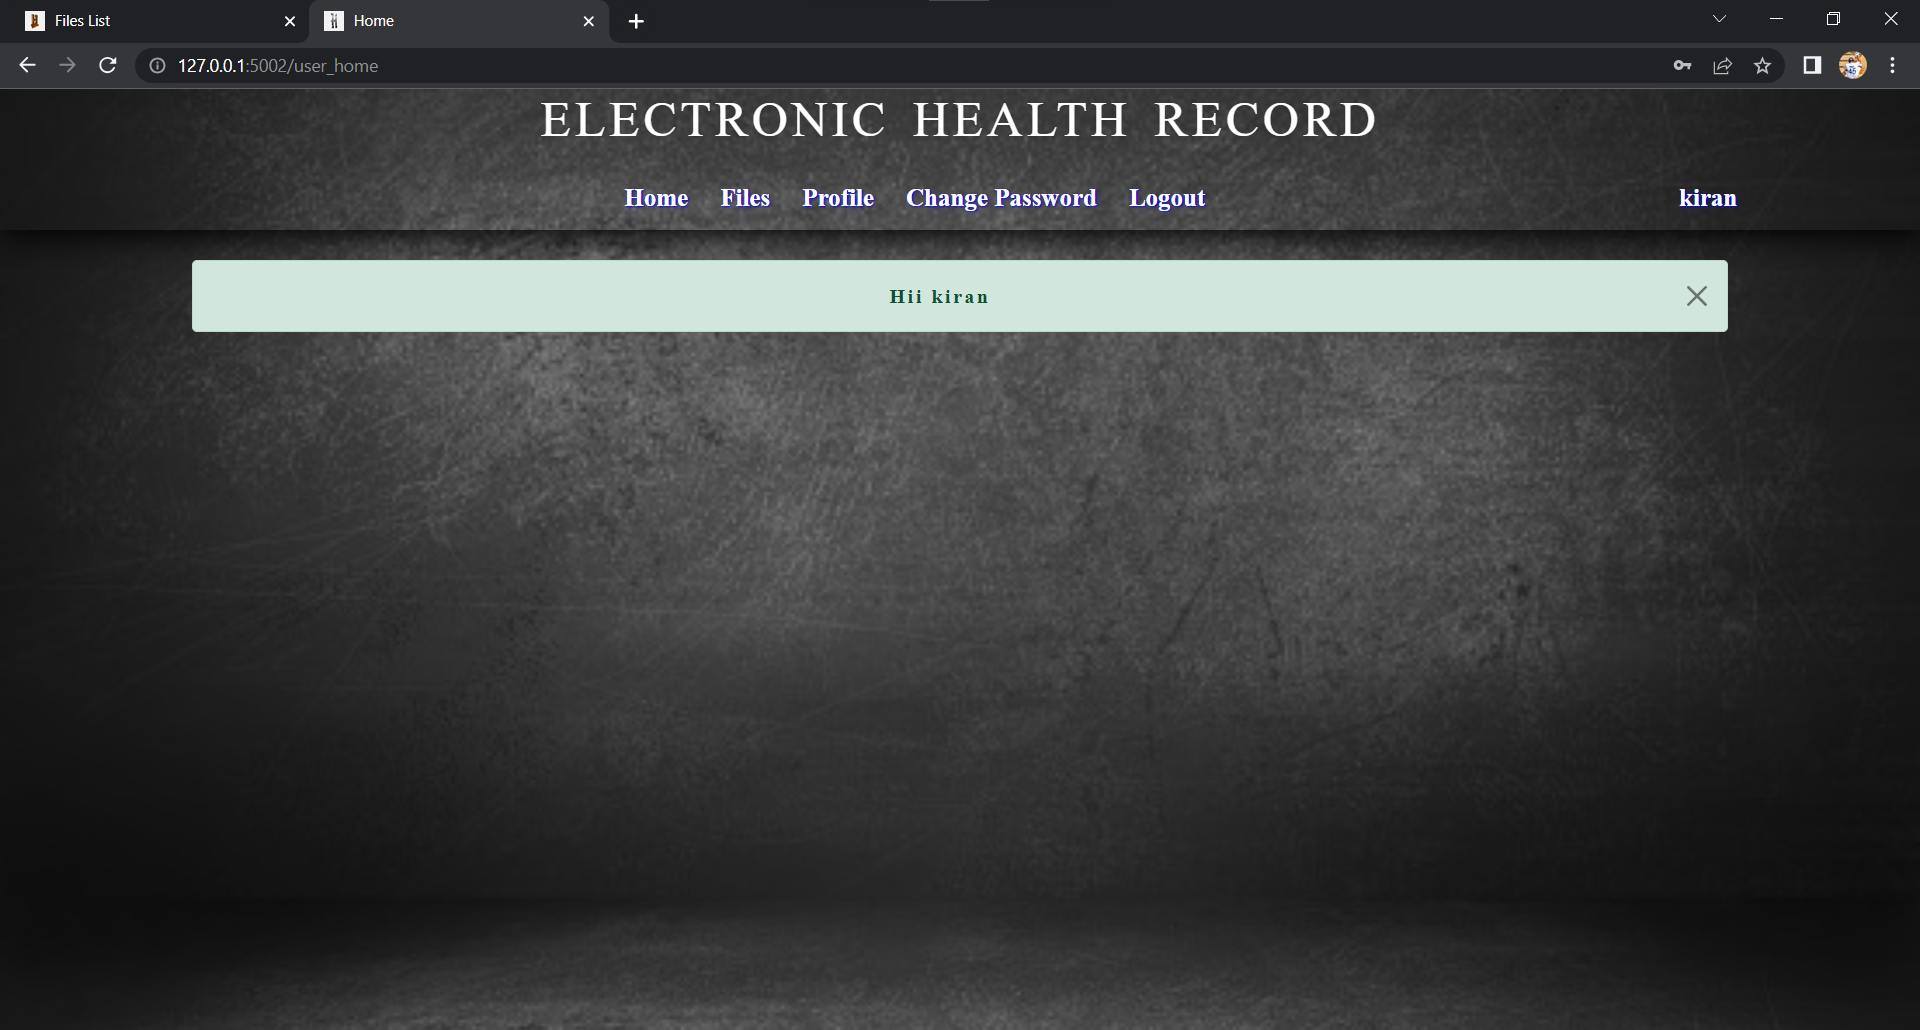 Files List
Home
127.0.0.1:5002/user_home
ELECTRONIC HEALTH RECORD
Home Files Profile Change Password Logout kiran
Hii kiran